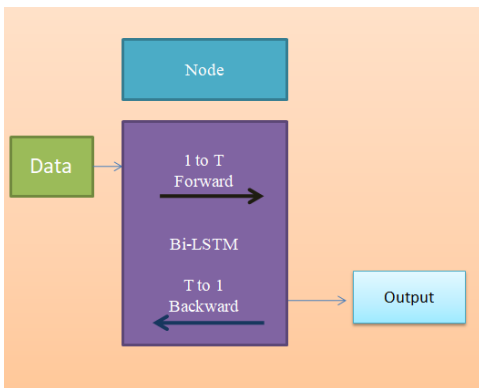 Node
Data
1 to T
Forward
Bi-LSTM
T to 1
Backward
Output